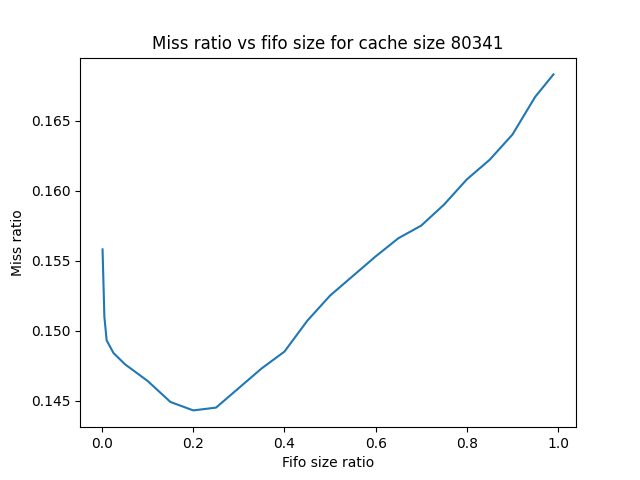 Miss ratio vs fifo size for cache size 80341
Miss ratio
0.165
0.160
0.155
0.150
0.145
0.0 0.2 0.4 0.6 0.8 1.0
Fifo size ratio